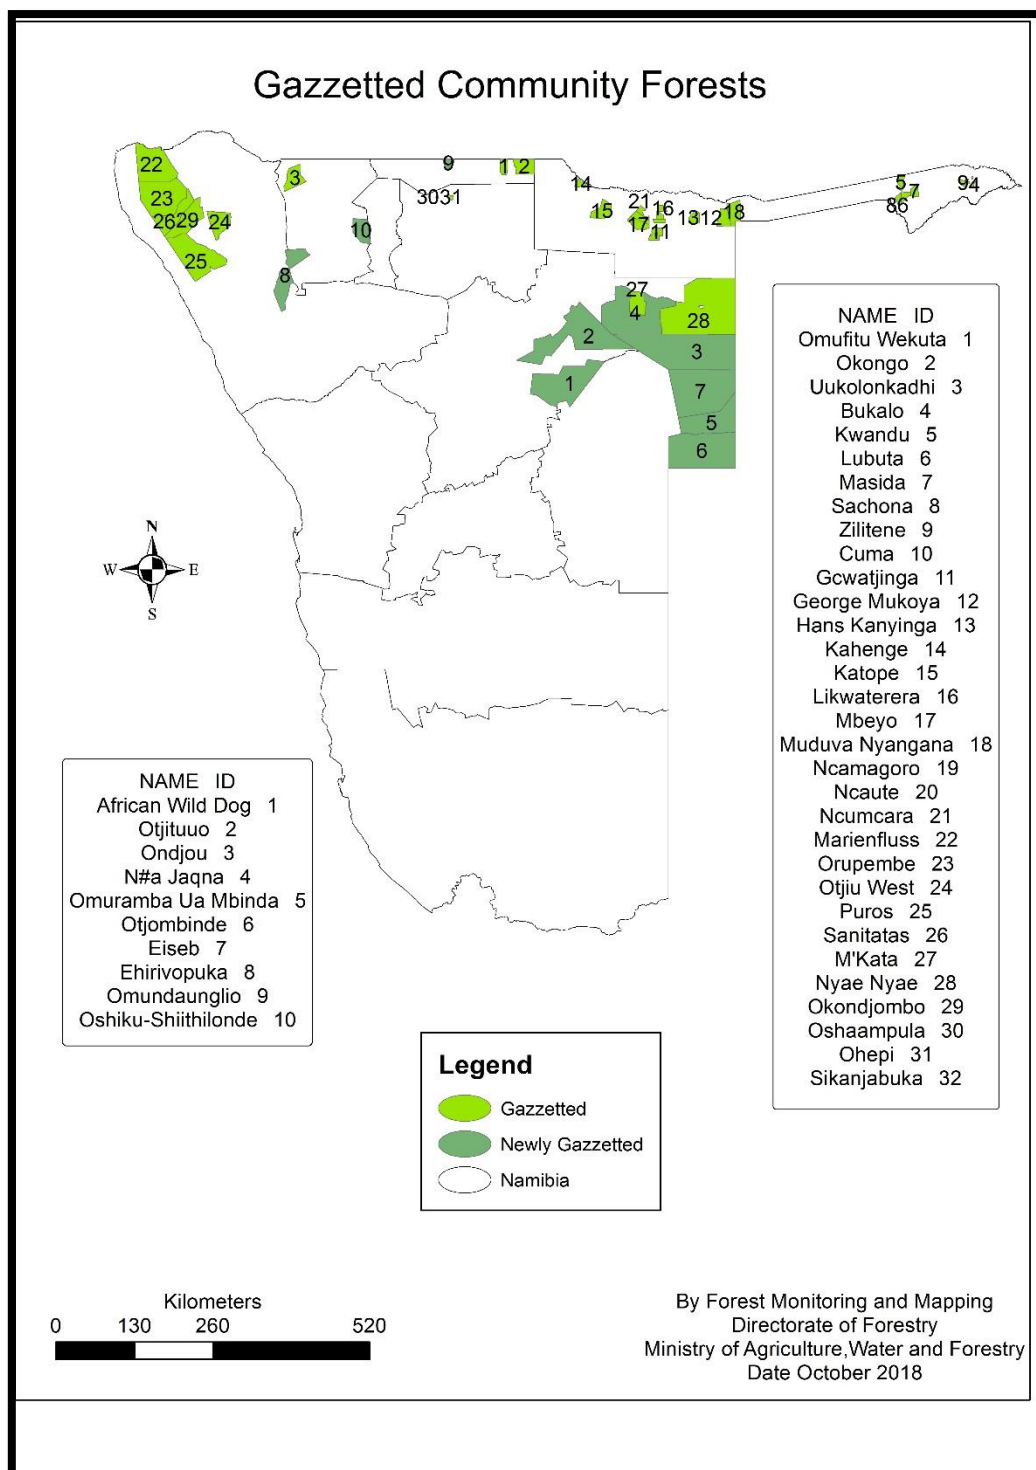 Gazzetted Community Forests
22
23
26
29
24
25
3
8
10
9
1
2
3031
14
15
21
16
17
11
13
12
18
5
7
86
9
4
27
4
28
2
3
1
7
5
6
N
W
E
S
NAME ID
Omufitu Wekuta 1
Okongo 2
Uukolonkadhi 3
Bukalo 4
Kwandu 5
Lubuta 6
Masida 7
Sachona 8
Zilitene 9
Cuma 10
Gcwatjinga 11
George Mukoya 12
Hans Kanyinga 13
Kahenge 14
Katope 15
Likwaterera 16
Mbeyo 17
Muduva Nyangana 18
Ncamagoro 19
Ncaute 20
Ncumcara 21
Marienfluss 22
Orupembe 23
Otjiu West 24
Puros 25
Sanitatas 26
M'Kata 27
Nyae Nyae 28
Okondjombo 29
Oshaampula 30
Ohepi 31
Sikanjabuka 32
NAME ID
African Wild Dog 1
Otjituuo 2
Ondjou 3
N#a Jaqna 4
Omuramba Ua Mbinda 5
Otjombinde 6
Eiseb 7
Ehirivopuka 8
Omundaunglio 9
Oshiku-Shiithilonde 10
Legend
Gazzetted
Newly Gazzetted
Namibia
Kilometers
0 130 260 520
By Forest Monitoring and Mapping
Directorate of Forestry
Ministry of Agriculture,Water and Forestry
Date October 2018